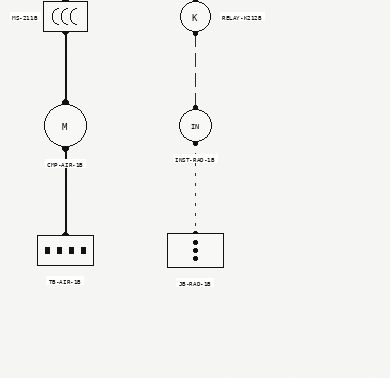 MS-211B
K
RELAY-K212B
M
IN
CMP-AIR-1B
INST-RAD-1B
TB-AIR-1B
JB-RAD-1B